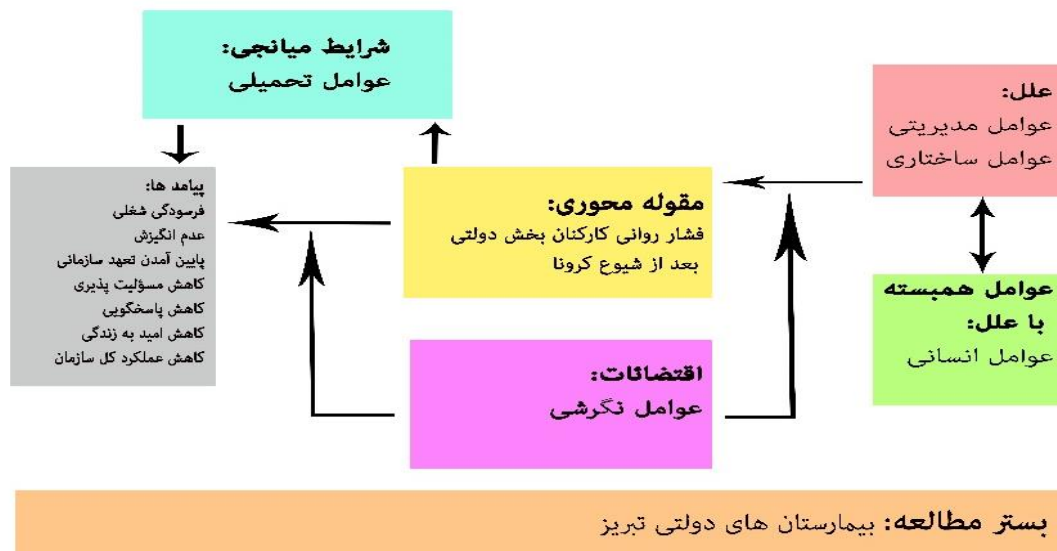 شرایط میانجی:
عوامل تحمیلی
علل:
عوامل مدیریتی
عوامل ساختاری
مقوله محوری:
فشار روانی کارکنان بخش دولتی
بعد از شیوع کرونا
پیامد ها:
فرسودگی شغلی
عدم انگیزش
پایین آمدن تعهد سازمانی
کاهش مسؤلیت پذیری
کاهش پاسخگویی
کاهش امید به زندگی
کاهش عملکرد کل سازمان
عوامل همبسته
با علل:
عوامل انسانی
اقتضائات:
عوامل نگرشی
بستر مطالعه: بیمارستان های دولتی تبریز